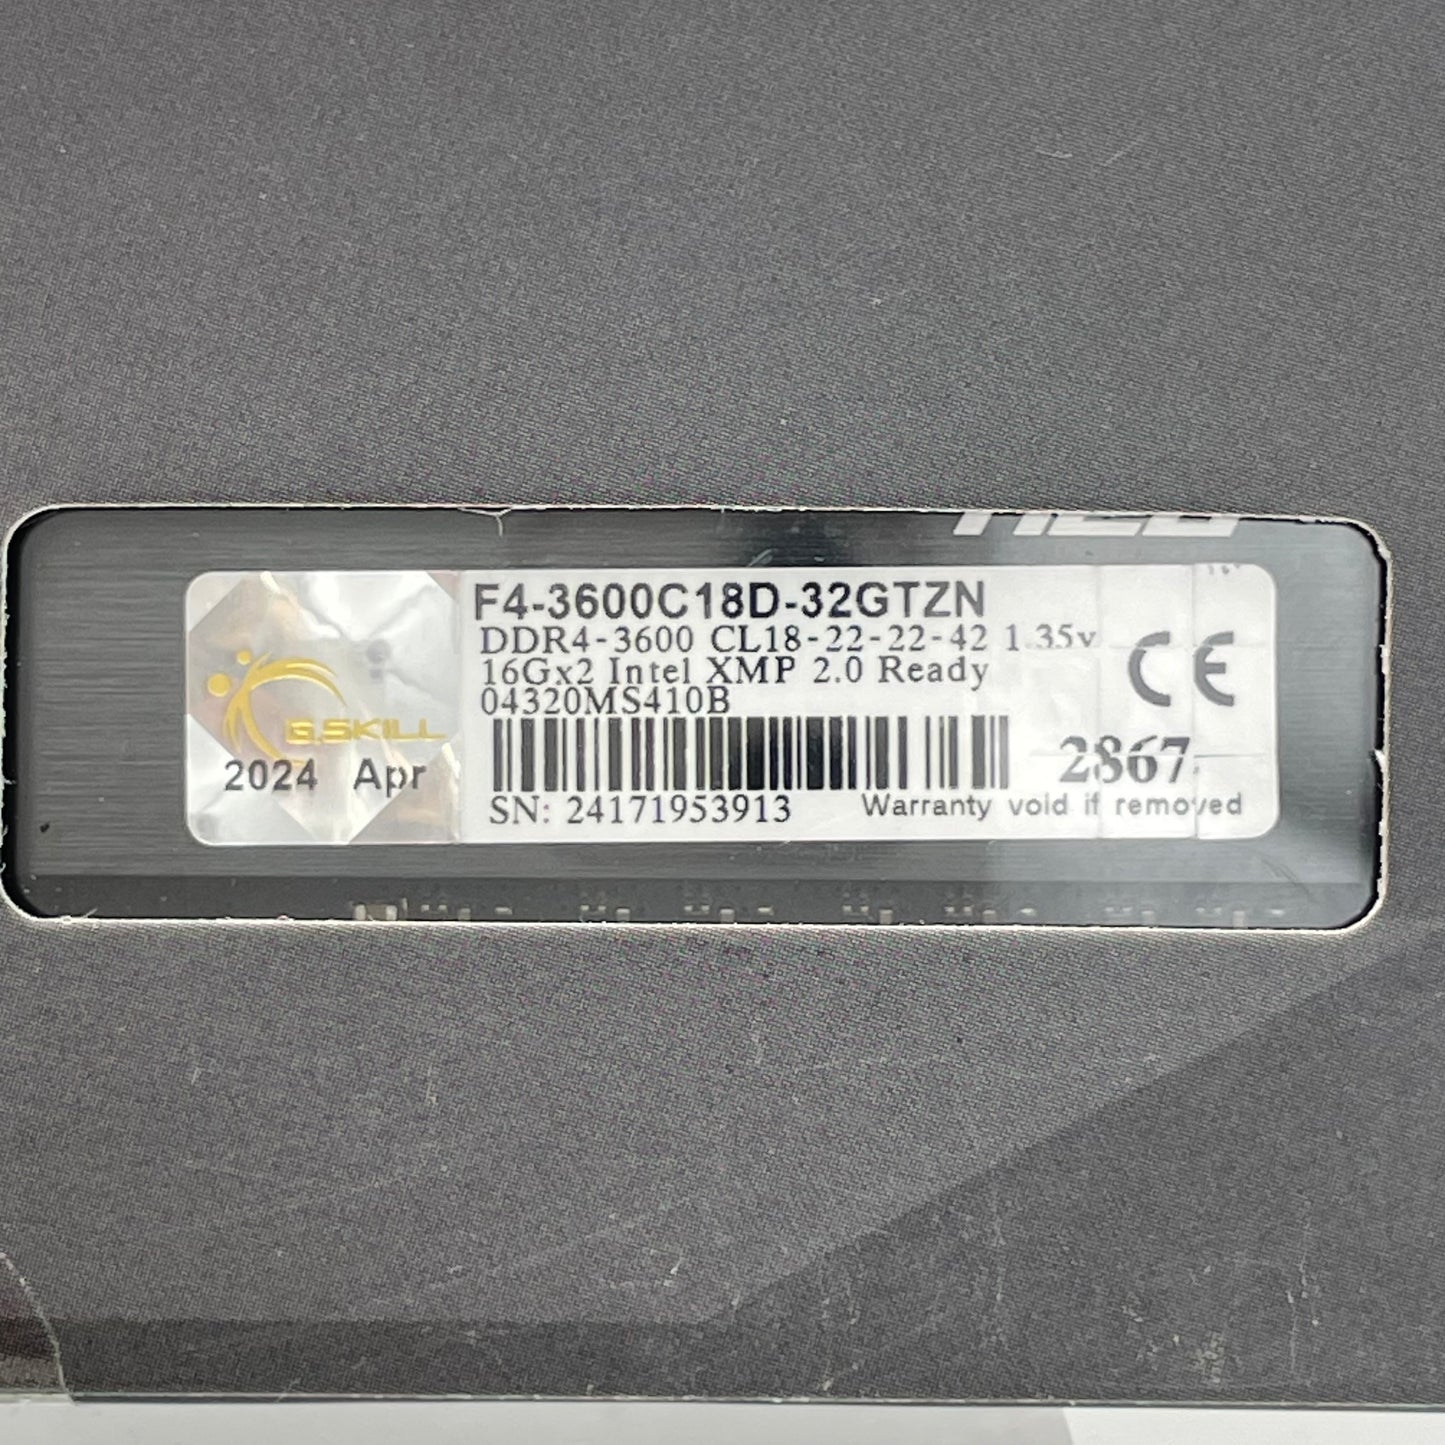 neo
F4-3600C18D-32GTZN
DDR4-3600 CL18-22-22-42 1.35v
16Gx2 Intel XMP 2.0 Ready
04320MS410B
G.SKILL
CE
2024 Apr
2867
SN: 24171953913
Warranty void if removed